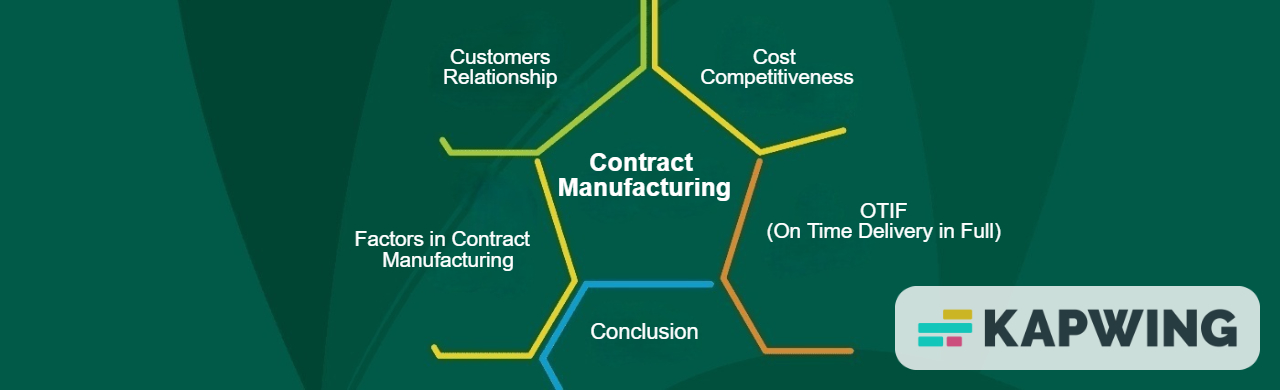 Customers
Relationship
Cost
Competitiveness
Contract
Manufacturing
OTIF
(On Time Delivery in Full)
Factors in Contract
Manufacturing
Conclusion
KAPWING